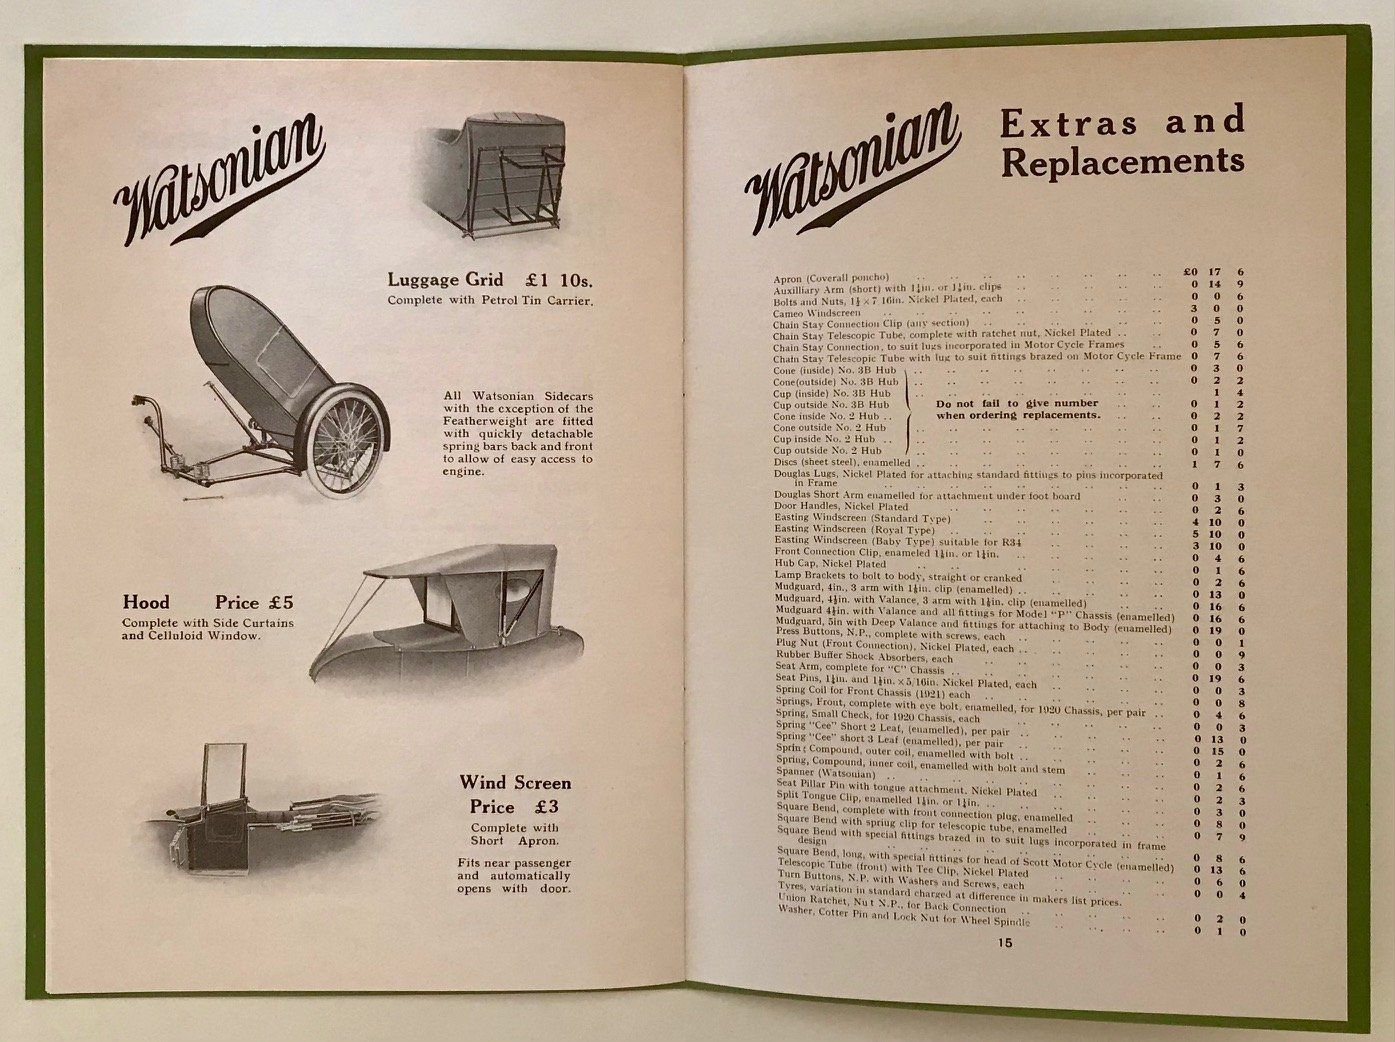 Watsonian
Luggage Grid £1 10s.
Complete with Petrol Tin Carrier.
All Watsonian Sidecars
with the exception of the
Featherweight are fitted
with quickly detachable
spring bars back and front
to allow of easy access to
engine.
Hood Price £5
Complete with Side Curtains
and Celluloid Window.
Wind Screen
Price £3
Complete with
Short Apron.
Fits near passenger
and automatically
opens with door.
Watsonian
Extras and
Replacements
Apron (Coverall poncho) £0 17 6
Auxilliary Arm (short) with or clips 0 14 9
Bolts and Nuts, 7 16in. Nickel Plated, each 0 0 6
Cameo Windscreen 3 0 0
Chain Stay Connection Clip (any section) 0 5 0
Chain Stay Telescopic Tube, complete with ratchet nut, Nickel Plated 0 7 0
Chain Stay Connection, to suit lugs incorporated in Motor Cycle Frames 0 5 6
Chain Stay Telescopic Tube with lug to suit fittings brazed on Motor Cycle Frame 0 7 6
Cone (inside) No. 3B Hub 0 3 0
Cone (outside) No. 3B Hub 0 2 2
Cup (inside) No. 3B Hub 1 4
Cup outside No. 3B Hub 0 1 2
Do not fail to give number
when ordering replacements.
Cone inside No. 2 Hub 0 2 2
Cone outside No. 2 Hub 0 1 7
Cup inside No. 2 Hub 0 1 2
Cup outside No. 2 Hub 0 1 0
Discs (sheet steel), enamelled 1 7 6
Douglas Lugs, Nickel Plated for attaching standard fittings to pins incorporated
in Frame 0 1 3
Douglas Short Arm enamelled for attachment under foot board 0 3 0
Door Handles, Nickel Plated 0 2 6
Easting Windscreen (Standard Type) 4 10 0
Easting Windscreen (Royal Type) 5 10 0
Easting Windscreen (Baby Type) suitable for R34 3 10 0
Front Connection Clip, enameled or 0 4 6
Hub Cap, Nickel Plated 0 1 6
Lamp Brackets to bolt to body, straight or cranked 0 2 6
Mudguard, 4in., 3 arm with clip (enamelled) 0 13 0
Mudguard, 4½in. with Valance, 3 arm with clip (enamelled) 0 16 6
Mudguard 4½in. with Valance and all fittings for Model "P" Chassis (enamelled) 0 16 6
Mudguard, 5in with Deep Valance and fittings for attaching to Body (enamelled) 0 19 0
Press Buttons, N.P., complete with screws, each 0 0 1
Plug Nut (Front Connection), Nickel Plated, each 0 0 9
Rubber Buffer Shock Absorbers, each 0 0 3
Seat Arm, complete for "C" Chassis 0 19 6
Seat Pins, and × 5/16in. Nickel Plated, each 0 0 3
Spring Coil for Front Chassis (1921) each 0 0 8
Springs, Front, complete with eye bolt, enamelled, for 1920 Chassis, per pair 0 4 6
Spring, Small Check, for 1920 Chassis, each 0 0 3
Spring "Cee" Short 2 Leaf, (enamelled), per pair 0 13 0
Spring "Cee" short 3 Leaf (enamelled), per pair 0 15 0
Spring Compound, outer coil, enamelled with bolt 0 2 6
Spring, Compound, inner coil, enamelled with bolt and stem 0 1 6
Spanner (Watsonian) 0 2 6
Seat Pillar Pin with tongue attachment. Nickel Plated 0 2 3
Split Tongue Clip, enamelled or 0 3 0
Square Bend, complete with front connection plug, enamelled 0 8 0
Square Bend with spring clip for telescopic tube, enamelled 0 7 9
Square Bend with special fittings brazed in to suit lugs incorporated in frame
design 0 8 6
Square Bend, long, with special fittings for head of Scott Motor Cycle (enamelled) 0 13 6
Telescopic Tube (front) with Tee Clip, Nickel Plated 0 6 0
Turn Buttons, N.P. with Washers and Screws, each 0 0 4
Tyres, variation in standard charged at difference in makers list prices.
Union Ratchet, Nut N.P., for Back Connection 0 2 0
Washer, Cotter Pin and Lock Nut for Wheel Spindle 0 1 0
15